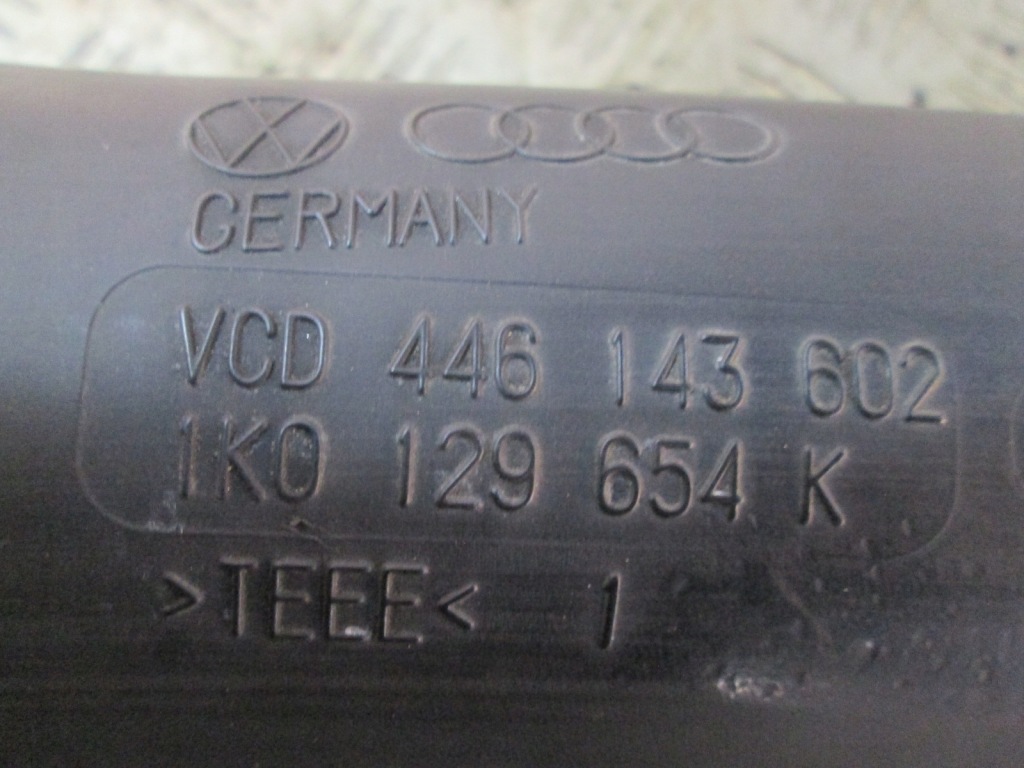 GERMANY
VCD 446 143 602
1K0 129 654 K
>TEEE< 1